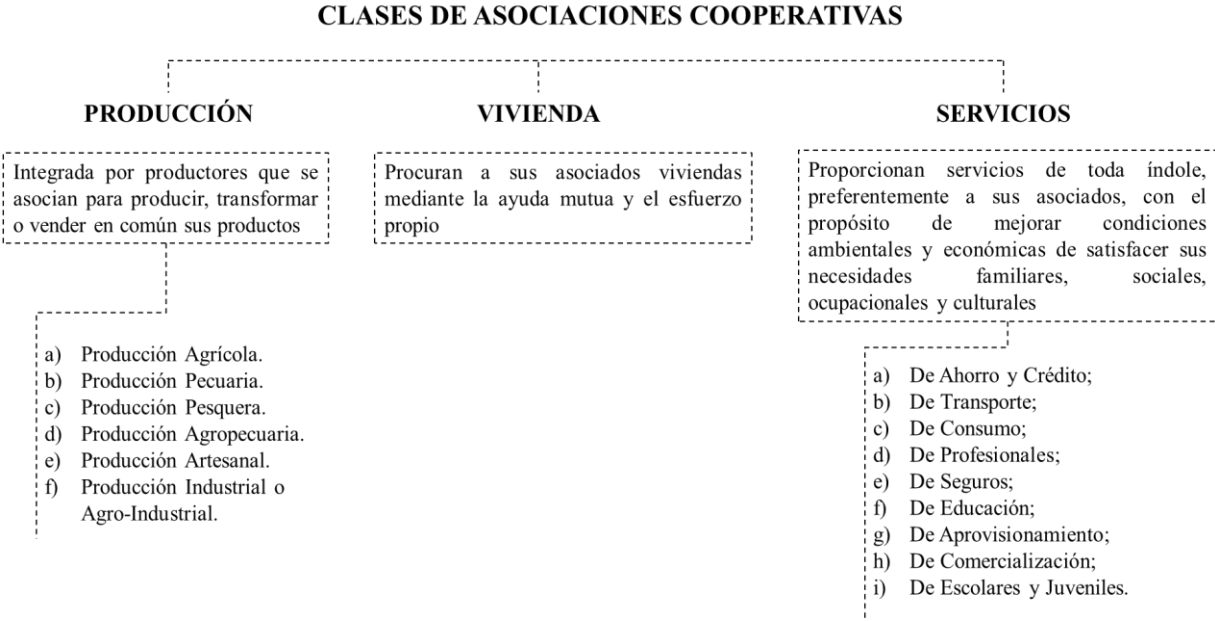 CLASES DE ASOCIACIONES COOPERATIVAS
PRODUCCIÓN
Integrada por productores que se
asocian para producir, transformar
o vender en común sus productos
a) Producción Agrícola.
b) Producción Pecuaria.
c) Producción Pesquera.
d) Producción Agropecuaria.
e) Producción Artesanal.
f) Producción Industrial o
Agro-Industrial.
VIVIENDA
Procuran a sus asociados viviendas
mediante la ayuda mutua y el esfuerzo
propio
SERVICIOS
Proporcionan servicios de toda índole,
preferentemente a sus asociados, con el
propósito de mejorar condiciones
ambientales y económicas de satisfacer sus
necesidades familiares, sociales,
ocupacionales y culturales
a) De Ahorro y Crédito;
b) De Transporte;
c) De Consumo;
d) De Profesionales;
e) De Seguros;
f) De Educación;
g) De Aprovisionamiento;
h) De Comercialización;
i) De Escolares y Juveniles.